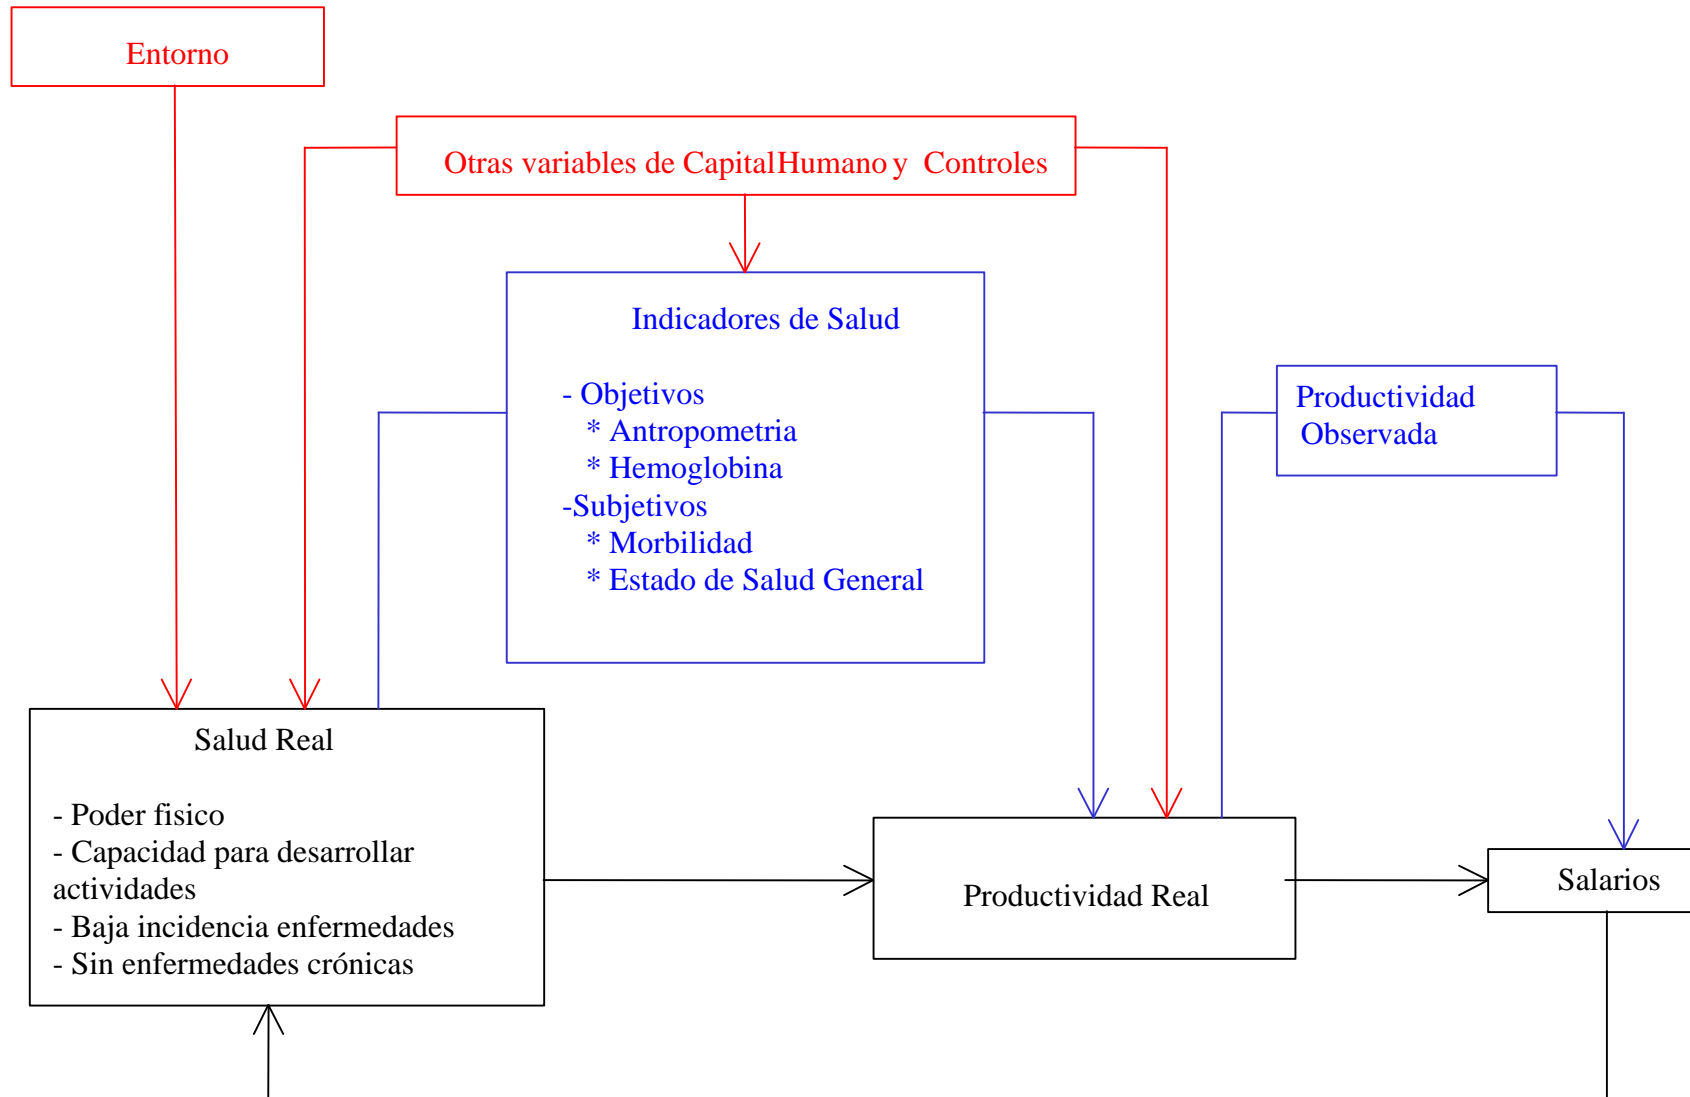 Entorno
Otras variables de CapitalHumano y Controles
Indicadores de Salud
- Objetivos
* Antropometria
* Hemoglobina
-Subjetivos
* Morbilidad
* Estado de Salud General
Productividad
Observada
Salud Real
- Poder fisico
- Capacidad para desarrollar
actividades
- Baja incidencia enfermedades
- Sin enfermedades crónicas
Productividad Real
Salarios